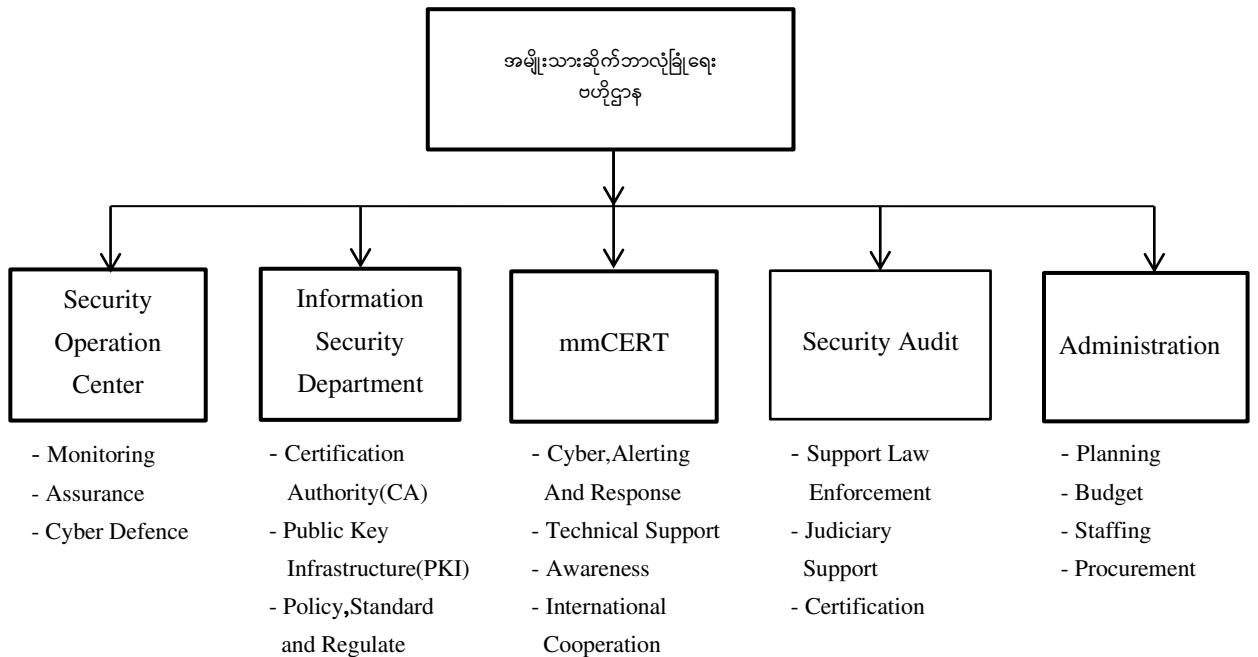 အမျိုးသားဆိုက်ဘာလုံခြုံရေး
ဗဟိုဌာန
Security
Operation
Center
- Monitoring
- Assurance
- Cyber Defence
Information
Security
Department
- Certification
Authority(CA)
- Public Key
Infrastructure(PKI)
- Policy,Standard
and Regulate
mmCERT
- Cyber,Alerting
And Response
- Technical Support
- Awareness
- International
Cooperation
Security Audit
- Support Law
Enforcement
- Judiciary
Support
- Certification
Administration
- Planning
- Budget
- Staffing
- Procurement